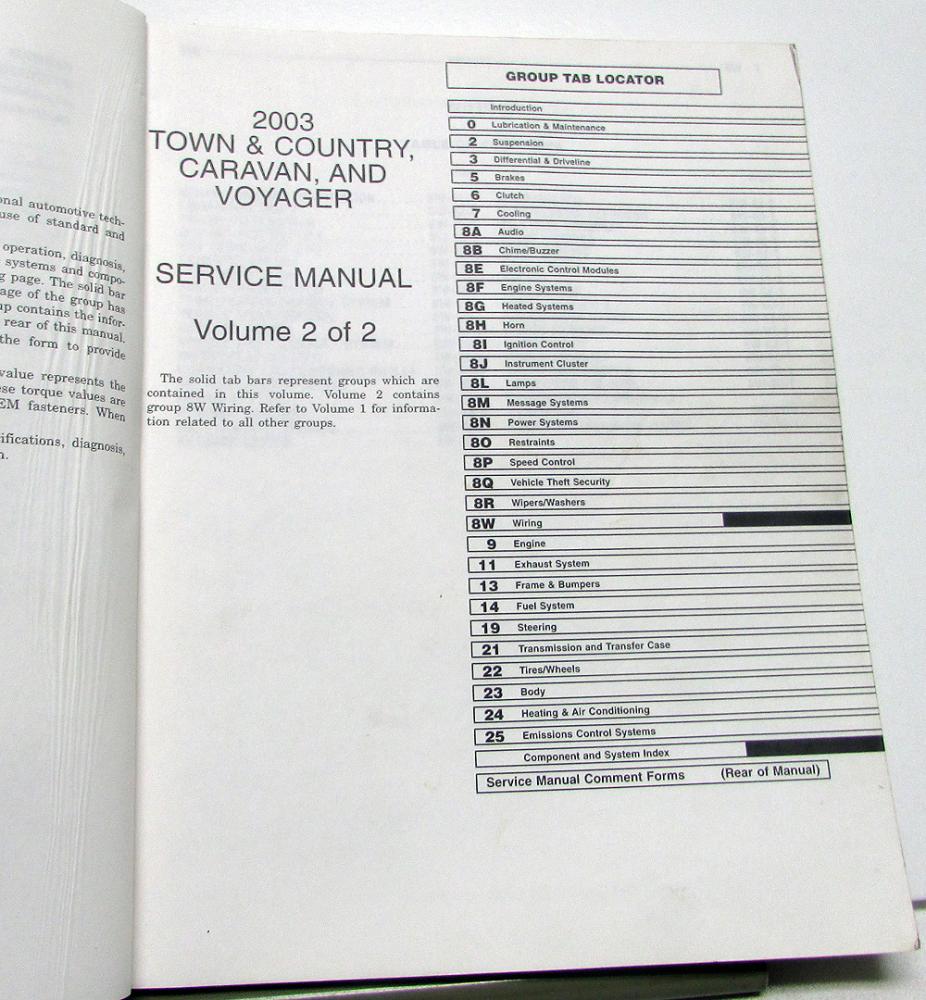 onal automotive tech-
use of standard and
operation, diagnosis,
systems and compo-
g page. The solid bar
age of the group has
up contains the infor-
rear of this manual.
the form to provide
value represents the
se torque values are
EM fasteners. When
ifications, diagnosis,
n.
2003
TOWN & COUNTRY,
CARAVAN, AND
VOYAGER
SERVICE MANUAL
Volume 2 of 2
The solid tab bars represent groups which are
contained in this volume. Volume 2 contains
group 8W Wiring. Refer to Volume 1 for informa-
tion related to all other groups.
GROUP TAB LOCATOR
Introduction
0 Lubrication & Maintenance
2 Suspension
3 Differential & Driveline
5 Brakes
6 Clutch
7 Cooling
8A Audio
8B Chime/Buzzer
8E Electronic Control Modules
8F Engine Systems
8G Heated Systems
8H Horn
8I Ignition Control
8J Instrument Cluster
8L Lamps
8M Message Systems
8N Power Systems
8O Restraints
8P Speed Control
8Q Vehicle Theft Security
8R Wipers/Washers
8W Wiring
9 Engine
11 Exhaust System
13 Frame & Bumpers
14 Fuel System
19 Steering
21 Transmission and Transfer Case
22 Tires/Wheels
23 Body
24 Heating & Air Conditioning
25 Emissions Control Systems
Component and System Index
Service Manual Comment Forms (Rear of Manual)